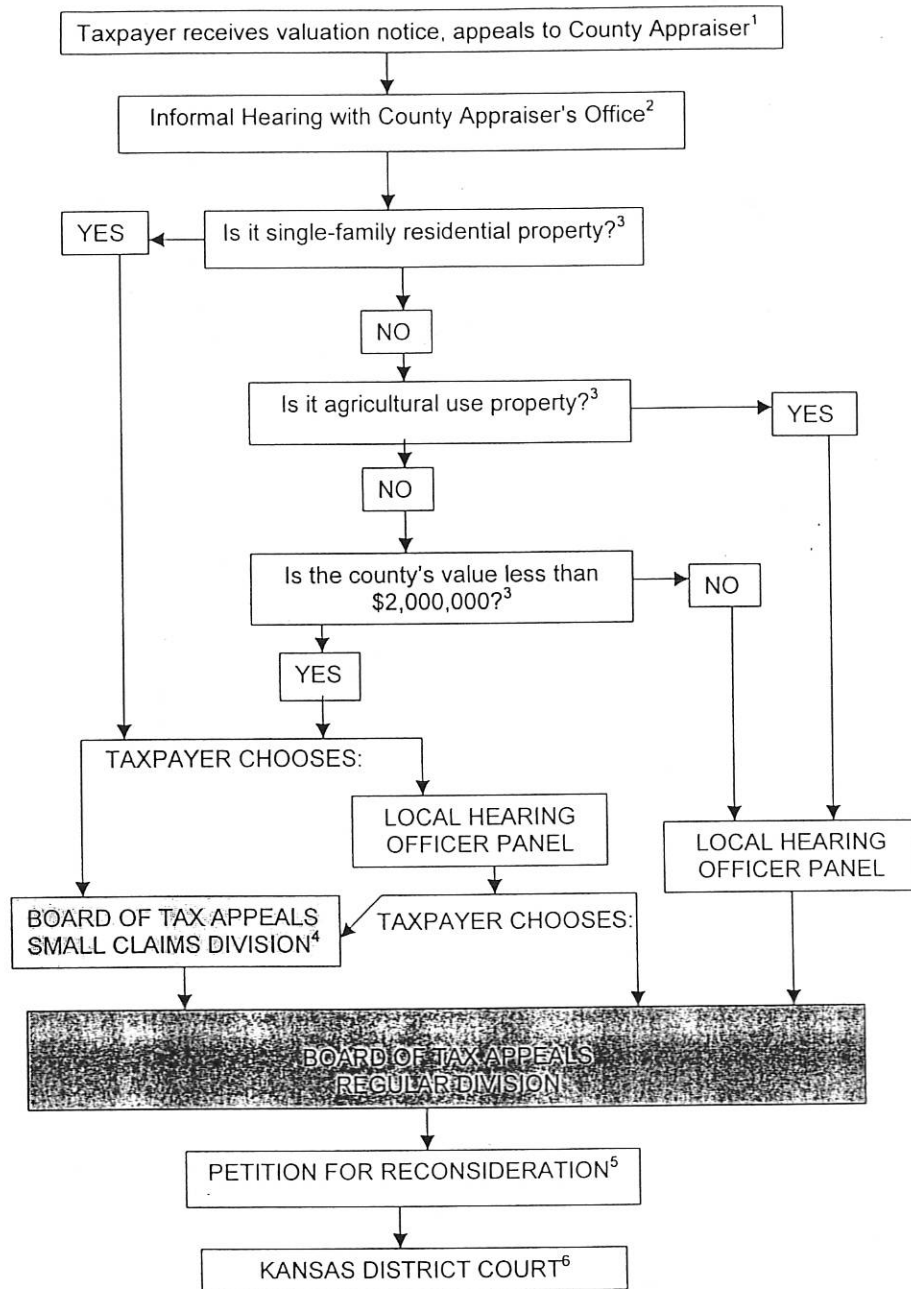 Taxpayer receives valuation notice, appeals to County Appraiser¹
Informal Hearing with County Appraiser's Office²
YES
Is it single-family residential property?³
NO
Is it agricultural use property?³
YES
NO
Is the county's value less than
$2,000,000?³
NO
YES
TAXPAYER CHOOSES:
LOCAL HEARING
OFFICER PANEL
LOCAL HEARING
OFFICER PANEL
BOARD OF TAX APPEALS
SMALL CLAIMS DIVISION⁴
TAXPAYER CHOOSES:
BOARD OF TAX APPEALS
REGULAR DIVISION
PETITION FOR RECONSIDERATION⁵
KANSAS DISTRICT COURT⁶